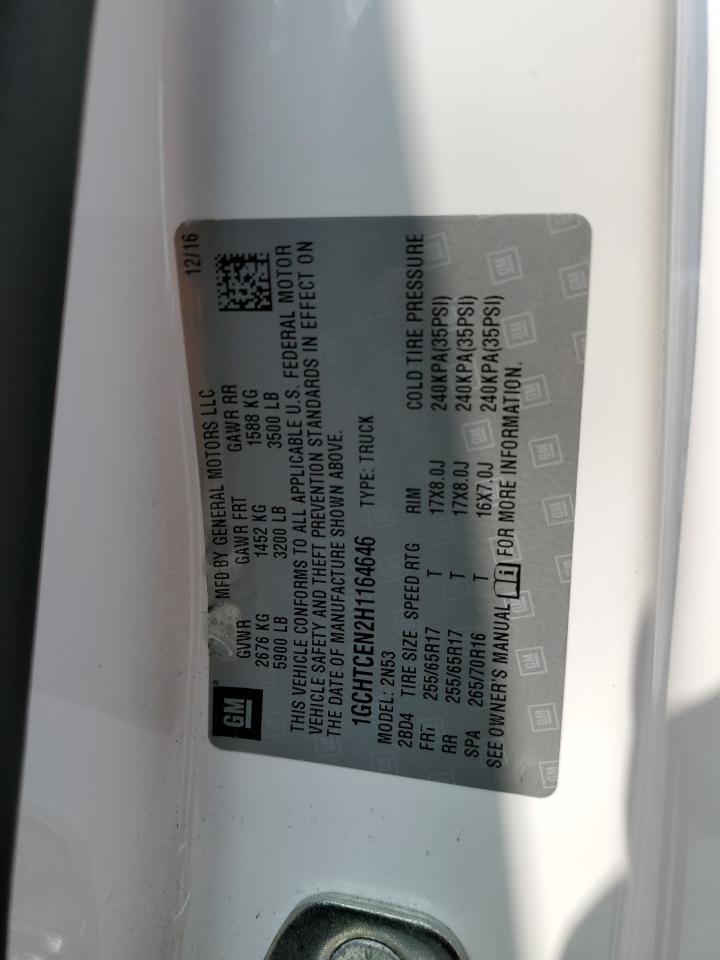 GM
MFD BY GENERAL MOTORS LLC 12/16
GVWR GAWR FRT GAWR RR
2676 KG 1452 KG 1588 KG
5900 LB 3200 LB 3500 LB
THIS VEHICLE CONFORMS TO ALL APPLICABLE U.S. FEDERAL MOTOR
VEHICLE SAFETY AND THEFT PREVENTION STANDARDS IN EFFECT ON
THE DATE OF MANUFACTURE SHOWN ABOVE.
1GCHTCEN2H1164646 TYPE: TRUCK
MODEL: 2N53
2BD4 TIRE SIZE SPEED RTG RIM COLD TIRE PRESSURE
FRT 255/65R17 T 17X8.0J 240KPA(35PSI)
RR 255/65R17 T 17X8.0J 240KPA(35PSI)
SPA 265/70R16 T 16X7.0J 240KPA(35PSI)
SEE OWNER'S MANUAL i FOR MORE INFORMATION.